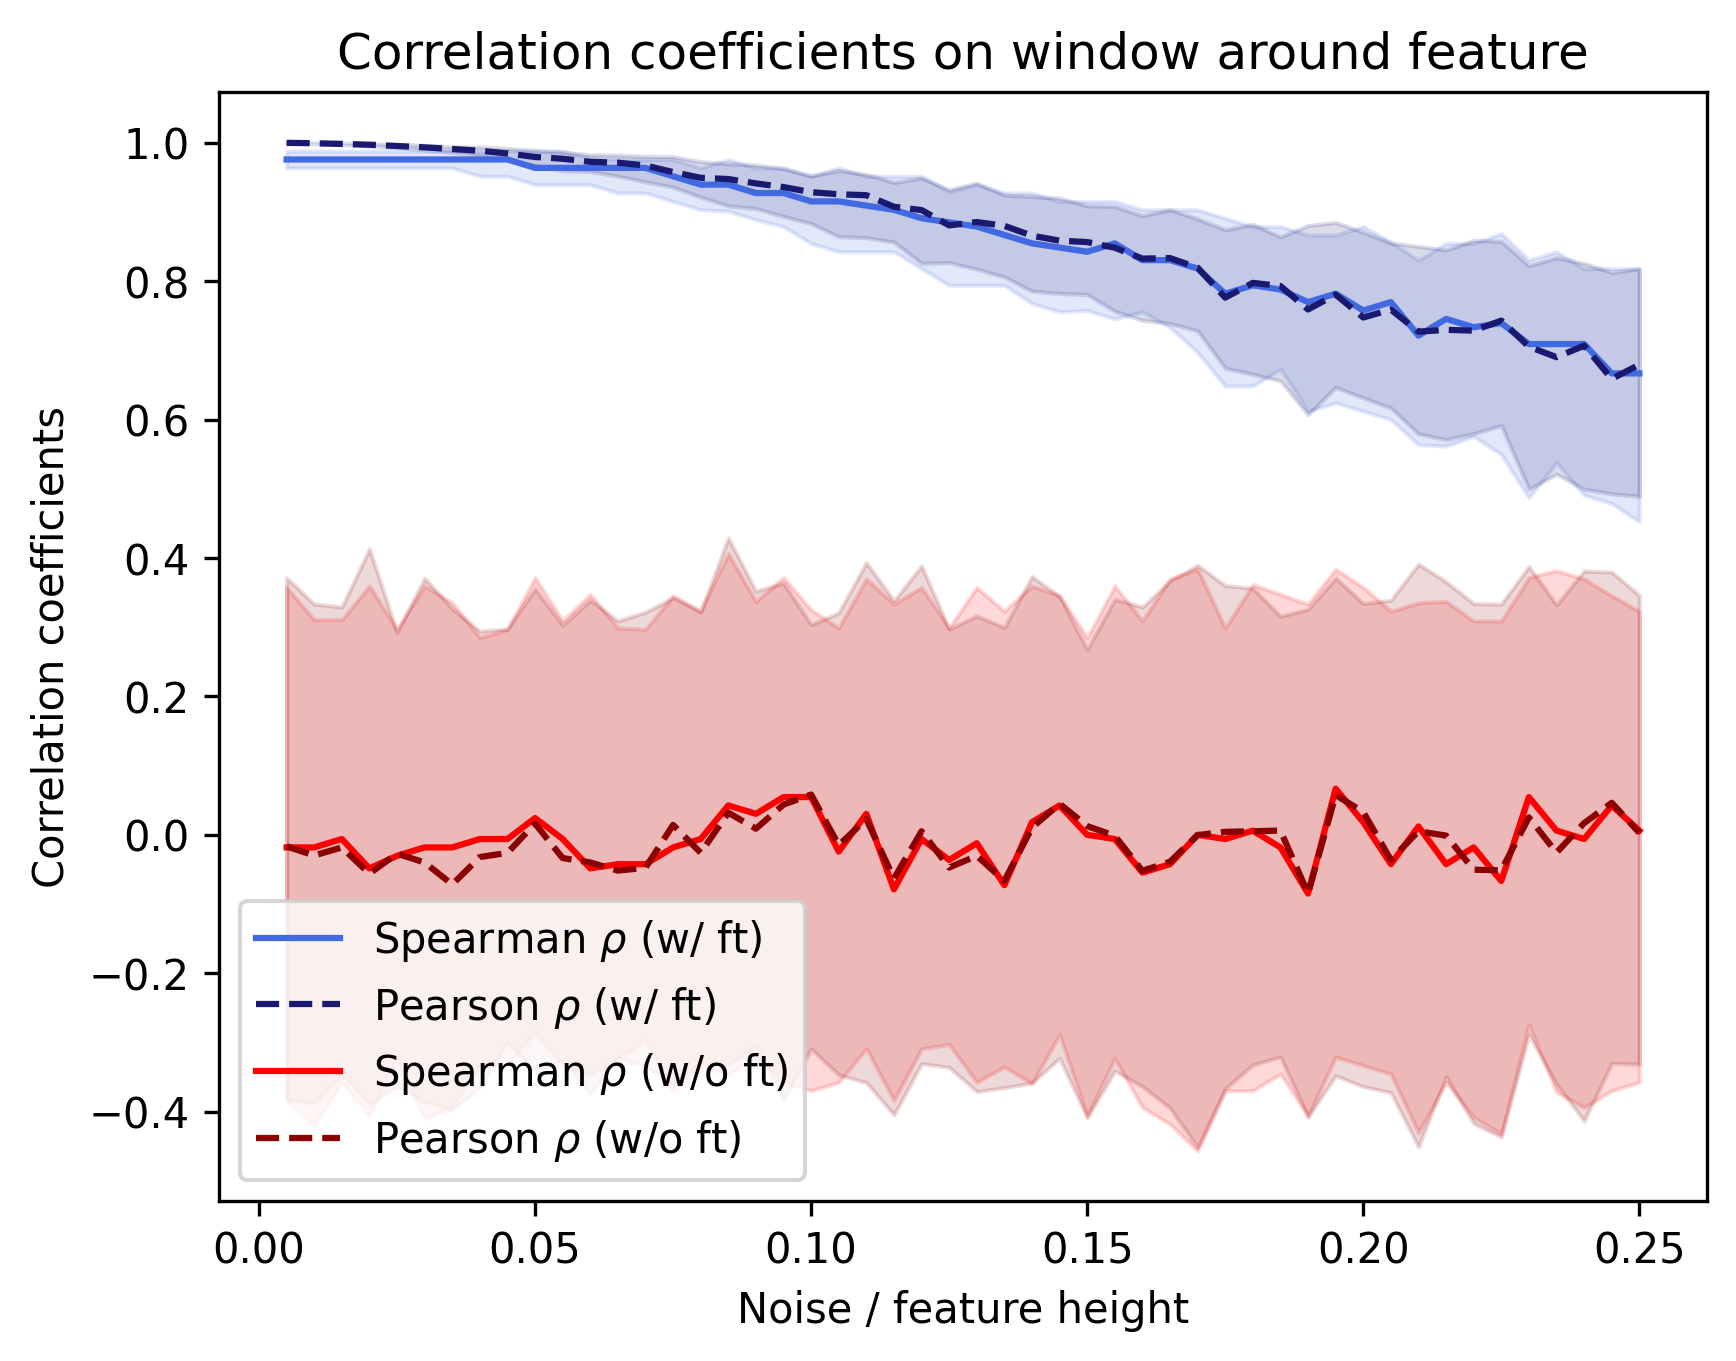 Correlation coefficients on window around feature
Correlation coefficients
1.0
0.8
0.6
0.4
0.2
0.0
−0.2
−0.4
Spearman ρ (w/ ft)
Pearson ρ (w/ ft)
Spearman ρ (w/o ft)
Pearson ρ (w/o ft)
0.00 0.05 0.10 0.15 0.20 0.25
Noise / feature height